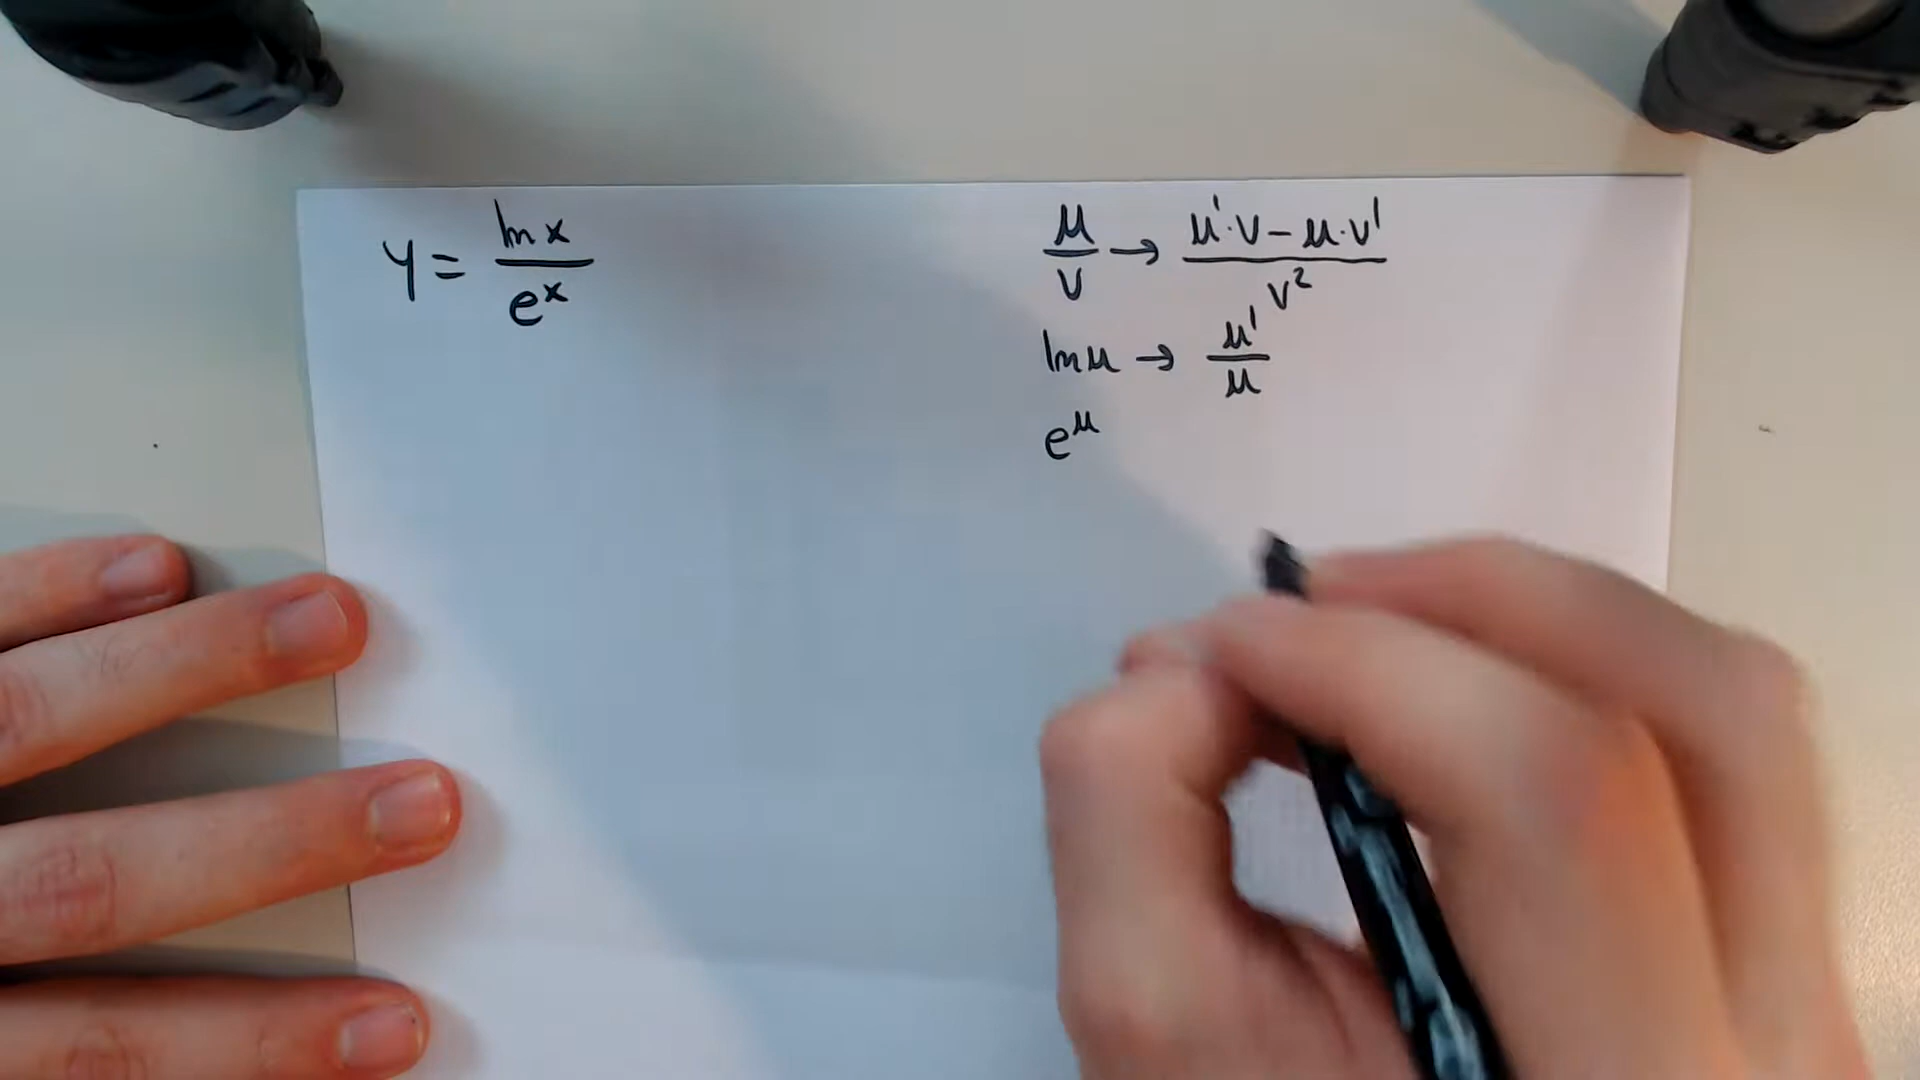 y = ln x / e^x
μ / v → μ'·v − μ·v' / v²
ln μ → μ' / μ
e^μ